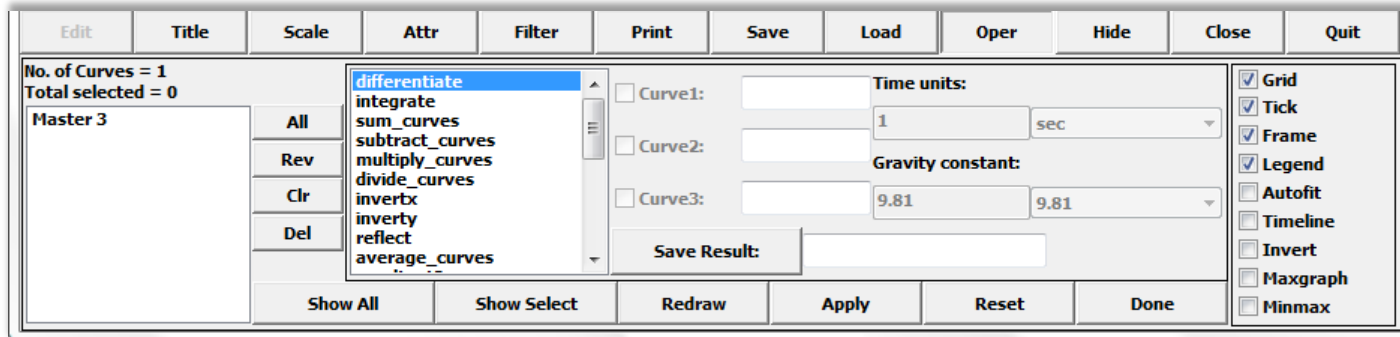 Edit Title Scale Attr Filter Print Save Load Oper Hide Close Quit
No. of Curves = 1
Total selected = 0
Master 3
All
Rev
Clr
Del
differentiate
integrate
sum_curves
subtract_curves
multiply_curves
divide_curves
invertx
inverty
reflect
average_curves
Curve1:
Curve2:
Curve3:
Save Result:
Time units:
1 sec
Gravity constant:
9.81 9.81
Grid
Tick
Frame
Legend
Autofit
Timeline
Invert
Maxgraph
Minmax
Show All Show Select Redraw Apply Reset Done